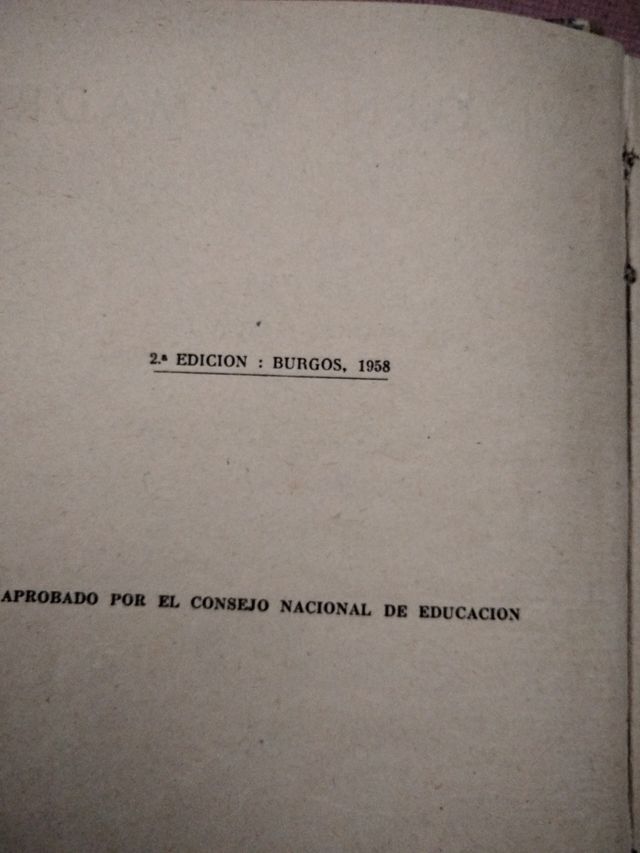 2.ª EDICION : BURGOS, 1958
APROBADO POR EL CONSEJO NACIONAL DE EDUCACION